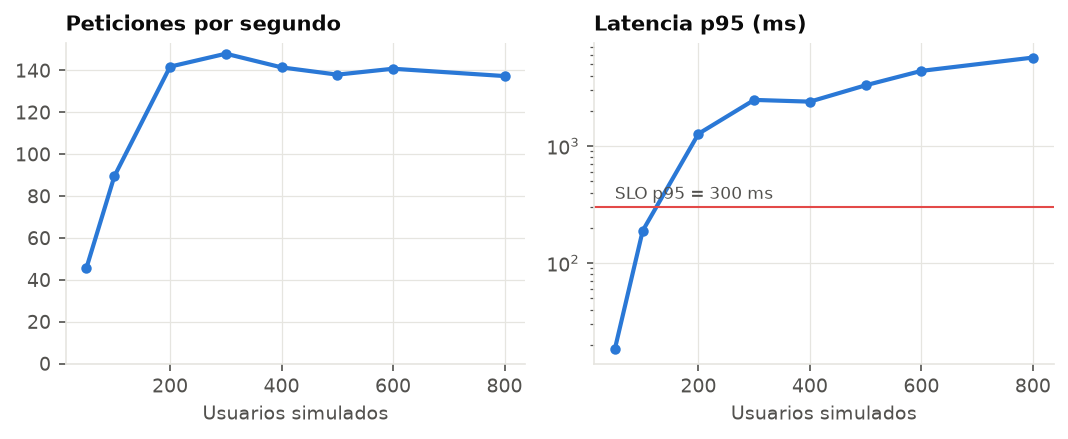 Peticiones por segundo
140
120
100
80
60
40
20
0
200 400 600 800
Usuarios simulados
Latencia p95 (ms)
10³
10²
SLO p95 = 300 ms
200 400 600 800
Usuarios simulados